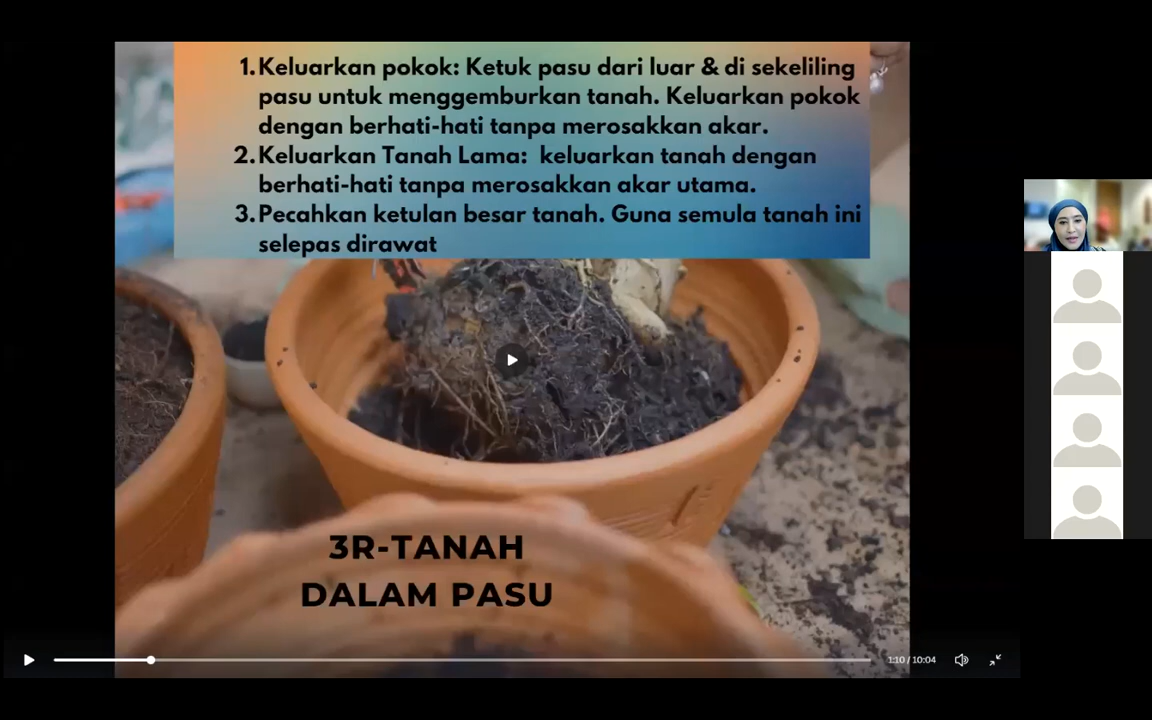 1. Keluarkan pokok: Ketuk pasu dari luar & di sekeliling
pasu untuk menggemburkan tanah. Keluarkan pokok
dengan berhati-hati tanpa merosakkan akar.
2. Keluarkan Tanah Lama: keluarkan tanah dengan
berhati-hati tanpa merosakkan akar utama.
3. Pecahkan ketulan besar tanah. Guna semula tanah ini
selepas dirawat
3R-TANAH
DALAM PASU
1:10 / 10:04